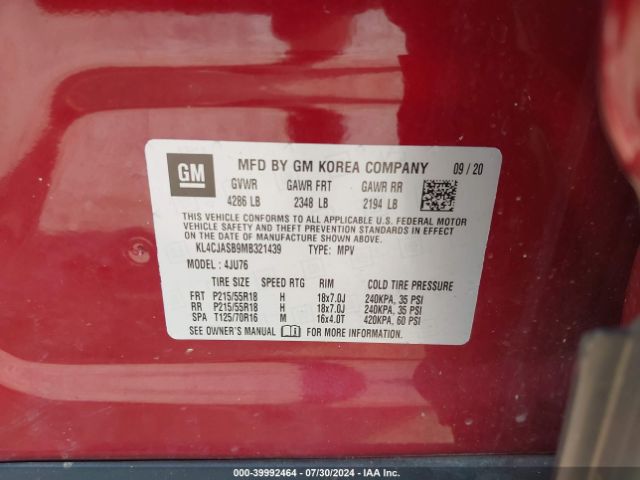 GM
MFD BY GM KOREA COMPANY 09/20
GVWR GAWR FRT GAWR RR
4286 LB 2348 LB 2194 LB
THIS VEHICLE CONFORMS TO ALL APPLICABLE U.S. FEDERAL MOTOR
VEHICLE SAFETY AND THEFT PREVENTION STANDARDS IN EFFECT ON THE
DATE OF MANUFACTURE SHOWN ABOVE.
KL4CJASB9MB321439 TYPE: MPV
MODEL: 4JU76
TIRE SIZE SPEED RTG RIM COLD TIRE PRESSURE
FRT P215/55R18 H 18x7.0J 240KPA, 35 PSI
RR P215/55R18 H 18x7.0J 240KPA, 35 PSI
SPA T125/70R16 M 16x4.0T 420KPA, 60 PSI
SEE OWNER'S MANUAL FOR MORE INFORMATION.
000-39992464 - 07/30/2024 - IAA Inc.